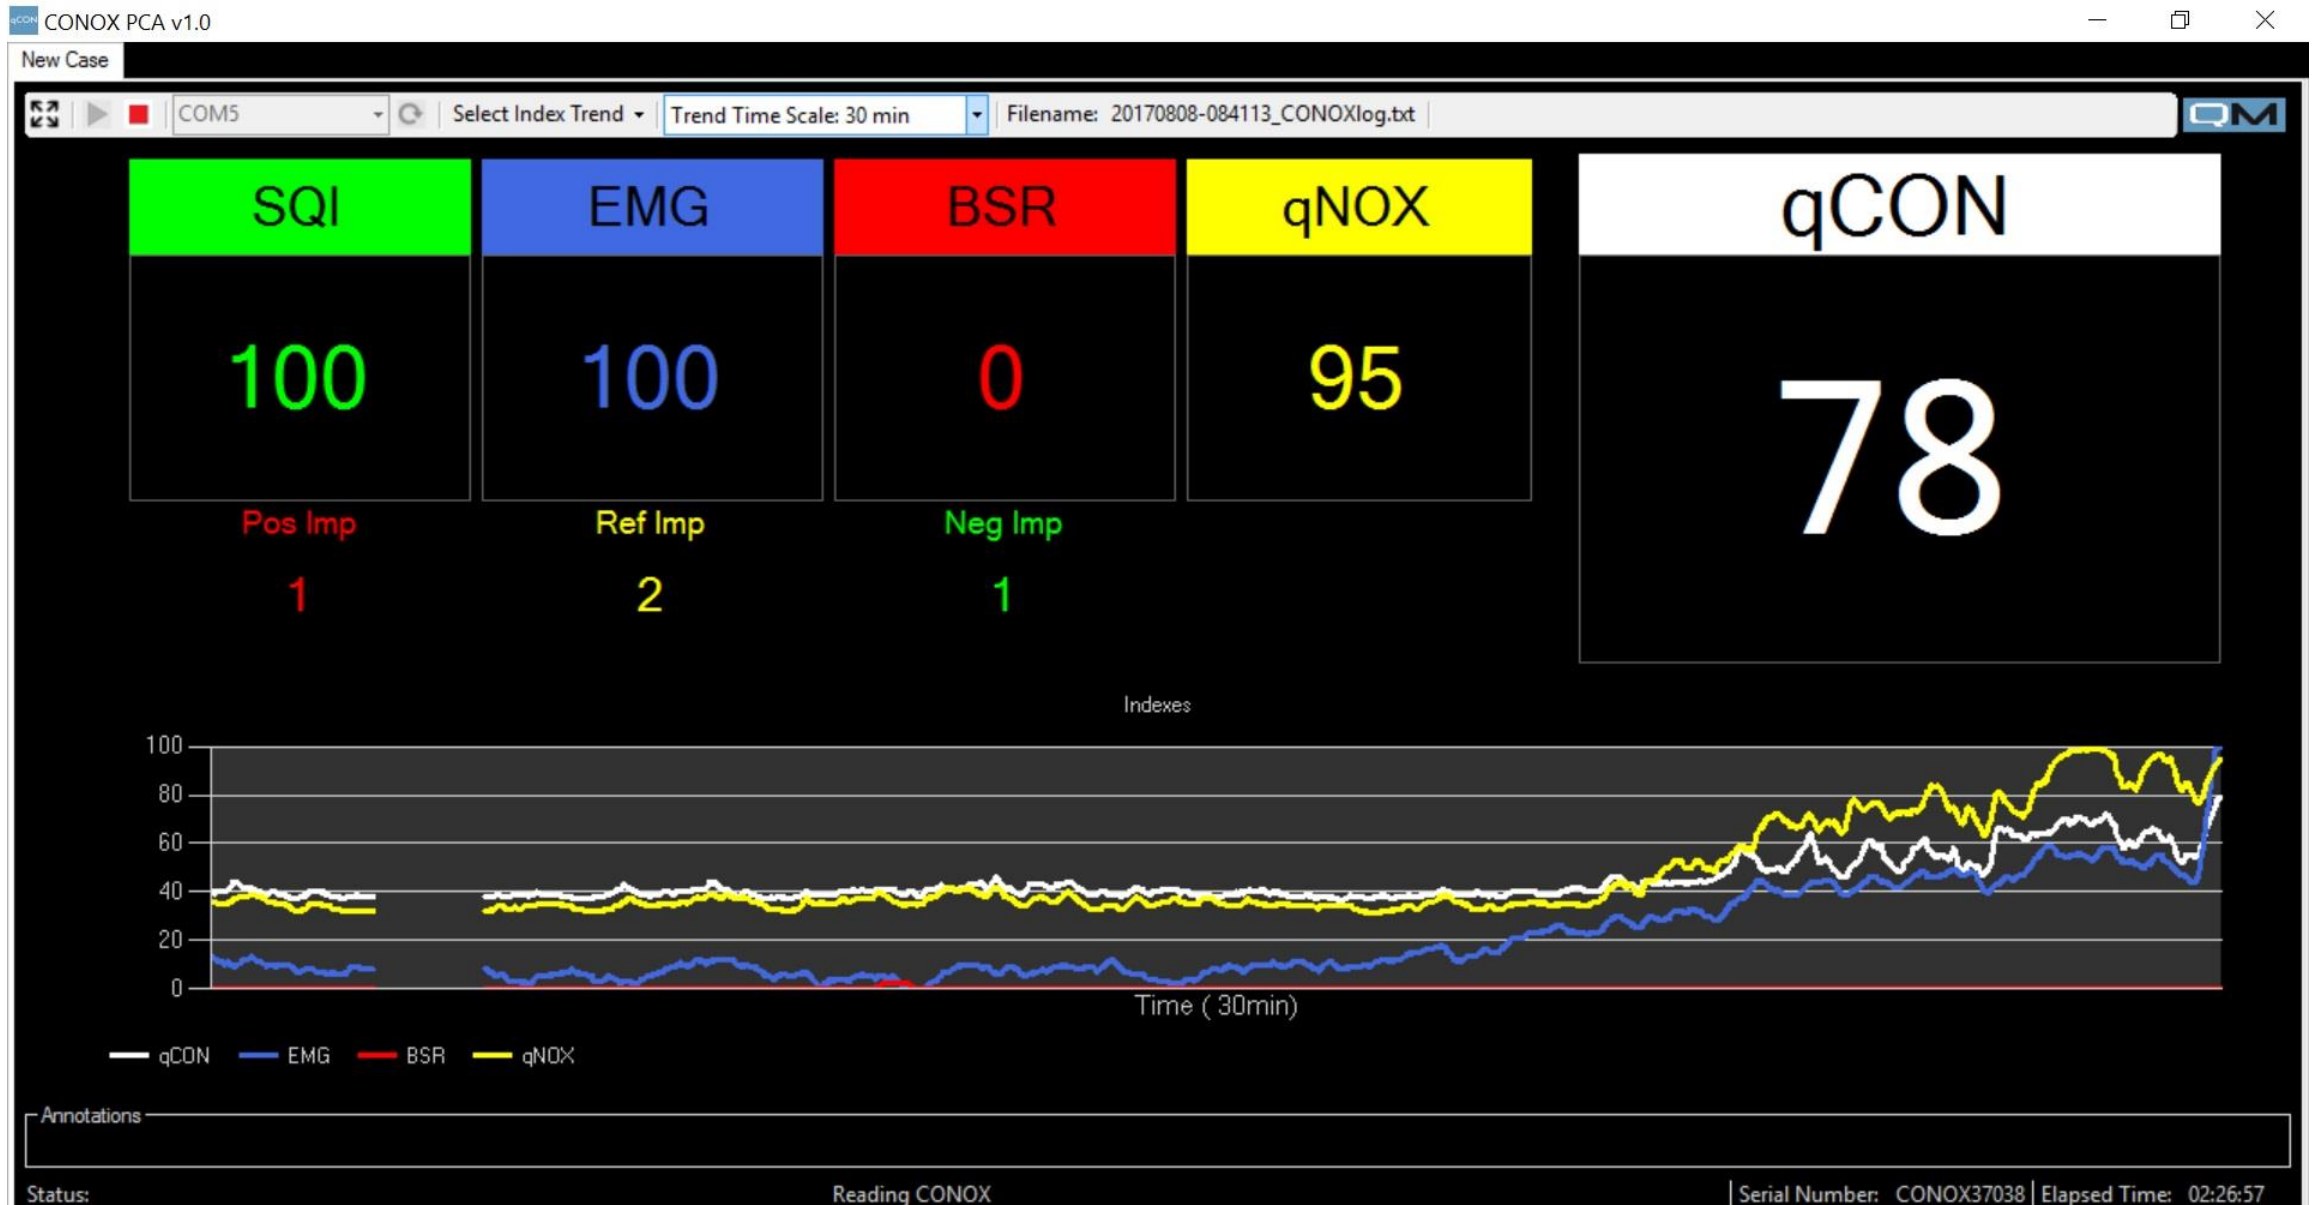 qCON CONOX PCA v1.0
New Case
COM5 Select Index Trend Trend Time Scale: 30 min Filename: 20170808-084113_CONOXlog.txt QM
SQI EMG BSR qNOX qCON
100 100 0 95 78
Pos Imp Ref Imp Neg Imp
1 2 1
Indexes
100
80
60
40
20
0
Time ( 30min)
qCON EMG BSR qNOX
Annotations
Status: Reading CONOX Serial Number: CONOX37038 Elapsed Time: 02:26:57